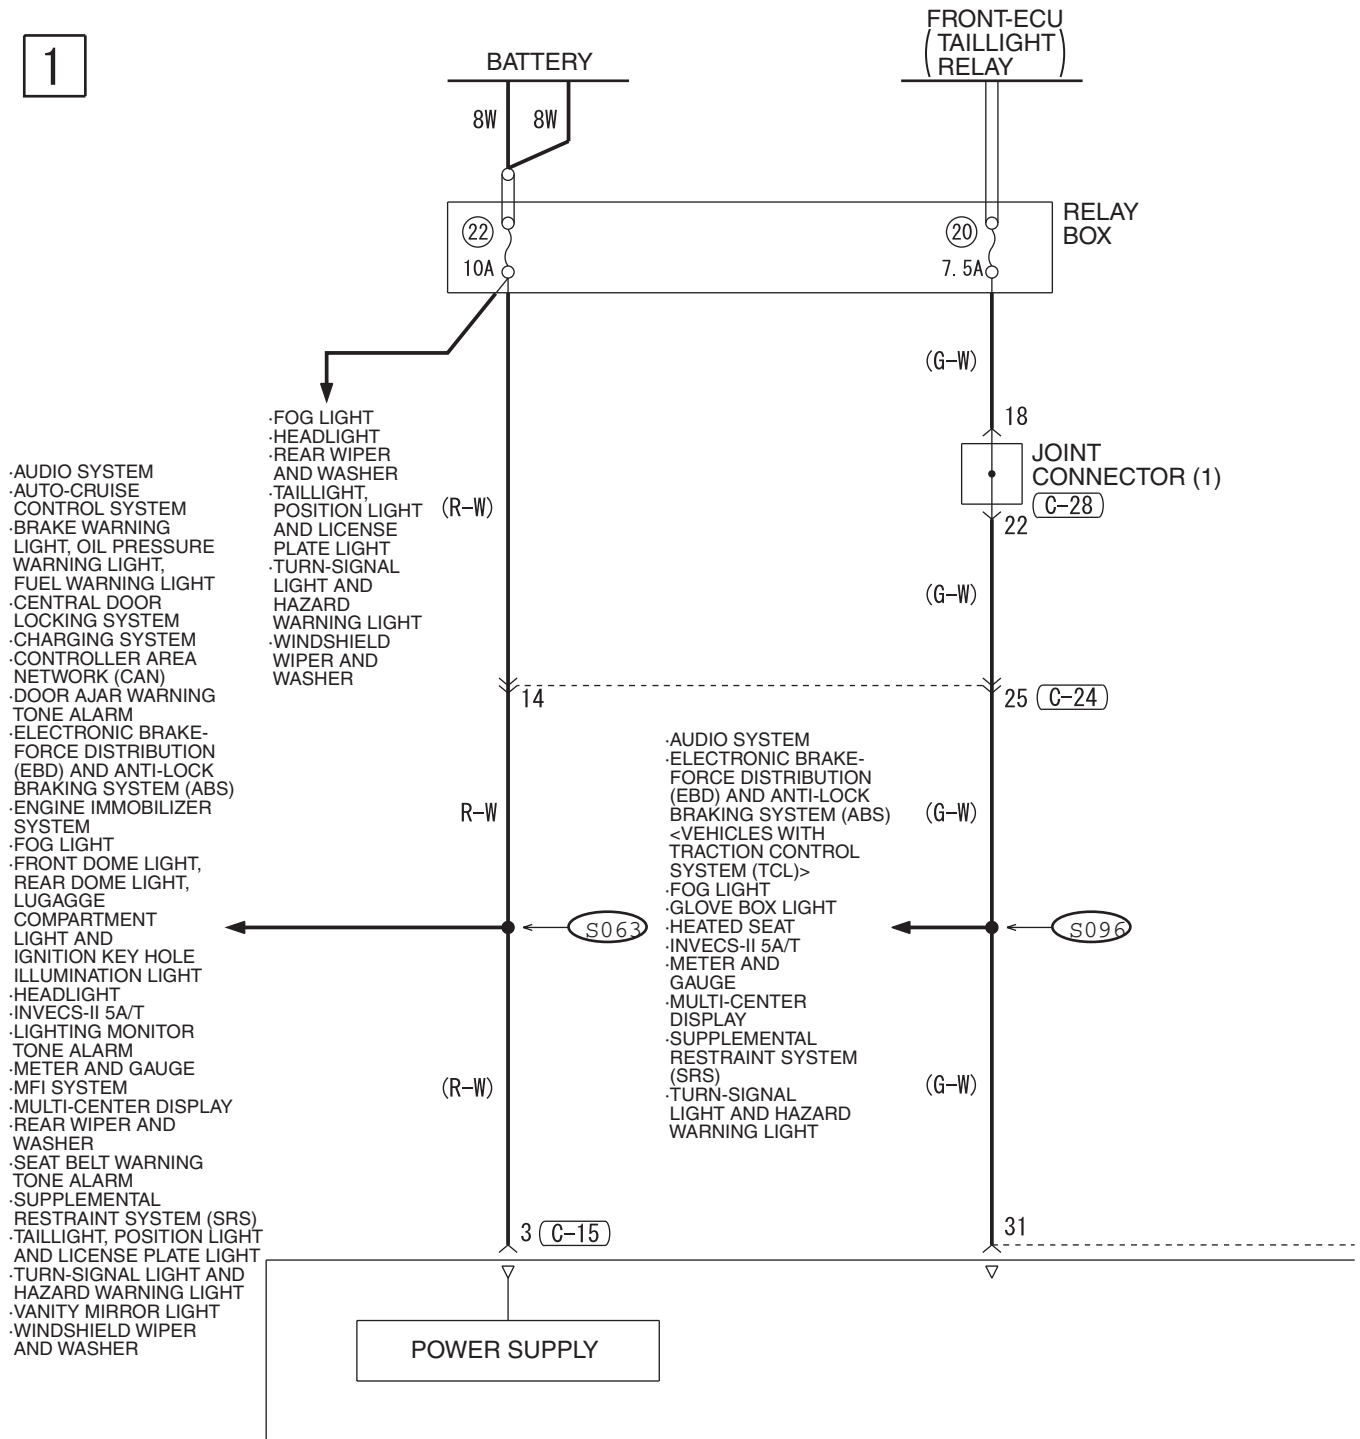 1
BATTERY
FRONT-ECU
(TAILLIGHT
RELAY)
8W
8W
RELAY
BOX
22
10A
20
7.5A
(G-W)
18
JOINT
CONNECTOR (1)
C-28
22
(G-W)
·FOG LIGHT
·HEADLIGHT
·REAR WIPER
AND WASHER
·TAILLIGHT,
POSITION LIGHT
AND LICENSE
PLATE LIGHT
·TURN-SIGNAL
LIGHT AND
HAZARD
WARNING LIGHT
·WINDSHIELD
WIPER AND
WASHER
(R-W)
·AUDIO SYSTEM
·AUTO-CRUISE
CONTROL SYSTEM
·BRAKE WARNING
LIGHT, OIL PRESSURE
WARNING LIGHT,
FUEL WARNING LIGHT
·CENTRAL DOOR
LOCKING SYSTEM
·CHARGING SYSTEM
·CONTROLLER AREA
NETWORK (CAN)
·DOOR AJAR WARNING
TONE ALARM
·ELECTRONIC BRAKE-
FORCE DISTRIBUTION
(EBD) AND ANTI-LOCK
BRAKING SYSTEM (ABS)
·ENGINE IMMOBILIZER
SYSTEM
·FOG LIGHT
·FRONT DOME LIGHT,
REAR DOME LIGHT,
LUGAGGE
COMPARTMENT
LIGHT AND
IGNITION KEY HOLE
ILLUMINATION LIGHT
·HEADLIGHT
·INVECS-II 5A/T
·LIGHTING MONITOR
TONE ALARM
·METER AND GAUGE
·MFI SYSTEM
·MULTI-CENTER DISPLAY
·REAR WIPER AND
WASHER
·SEAT BELT WARNING
TONE ALARM
·SUPPLEMENTAL
RESTRAINT SYSTEM (SRS)
·TAILLIGHT, POSITION LIGHT
AND LICENSE PLATE LIGHT
·TURN-SIGNAL LIGHT AND
HAZARD WARNING LIGHT
·VANITY MIRROR LIGHT
·WINDSHIELD WIPER
AND WASHER
14
25 C-24
R-W
·AUDIO SYSTEM
·ELECTRONIC BRAKE-
FORCE DISTRIBUTION
(EBD) AND ANTI-LOCK
BRAKING SYSTEM (ABS)
<VEHICLES WITH
TRACTION CONTROL
SYSTEM (TCL)>
·FOG LIGHT
·GLOVE BOX LIGHT
·HEATED SEAT
·INVECS-II 5A/T
·METER AND
GAUGE
·MULTI-CENTER
DISPLAY
·SUPPLEMENTAL
RESTRAINT SYSTEM
(SRS)
·TURN-SIGNAL
LIGHT AND HAZARD
WARNING LIGHT
(G-W)
S063
S096
(R-W)
(G-W)
3 C-15
31
POWER SUPPLY